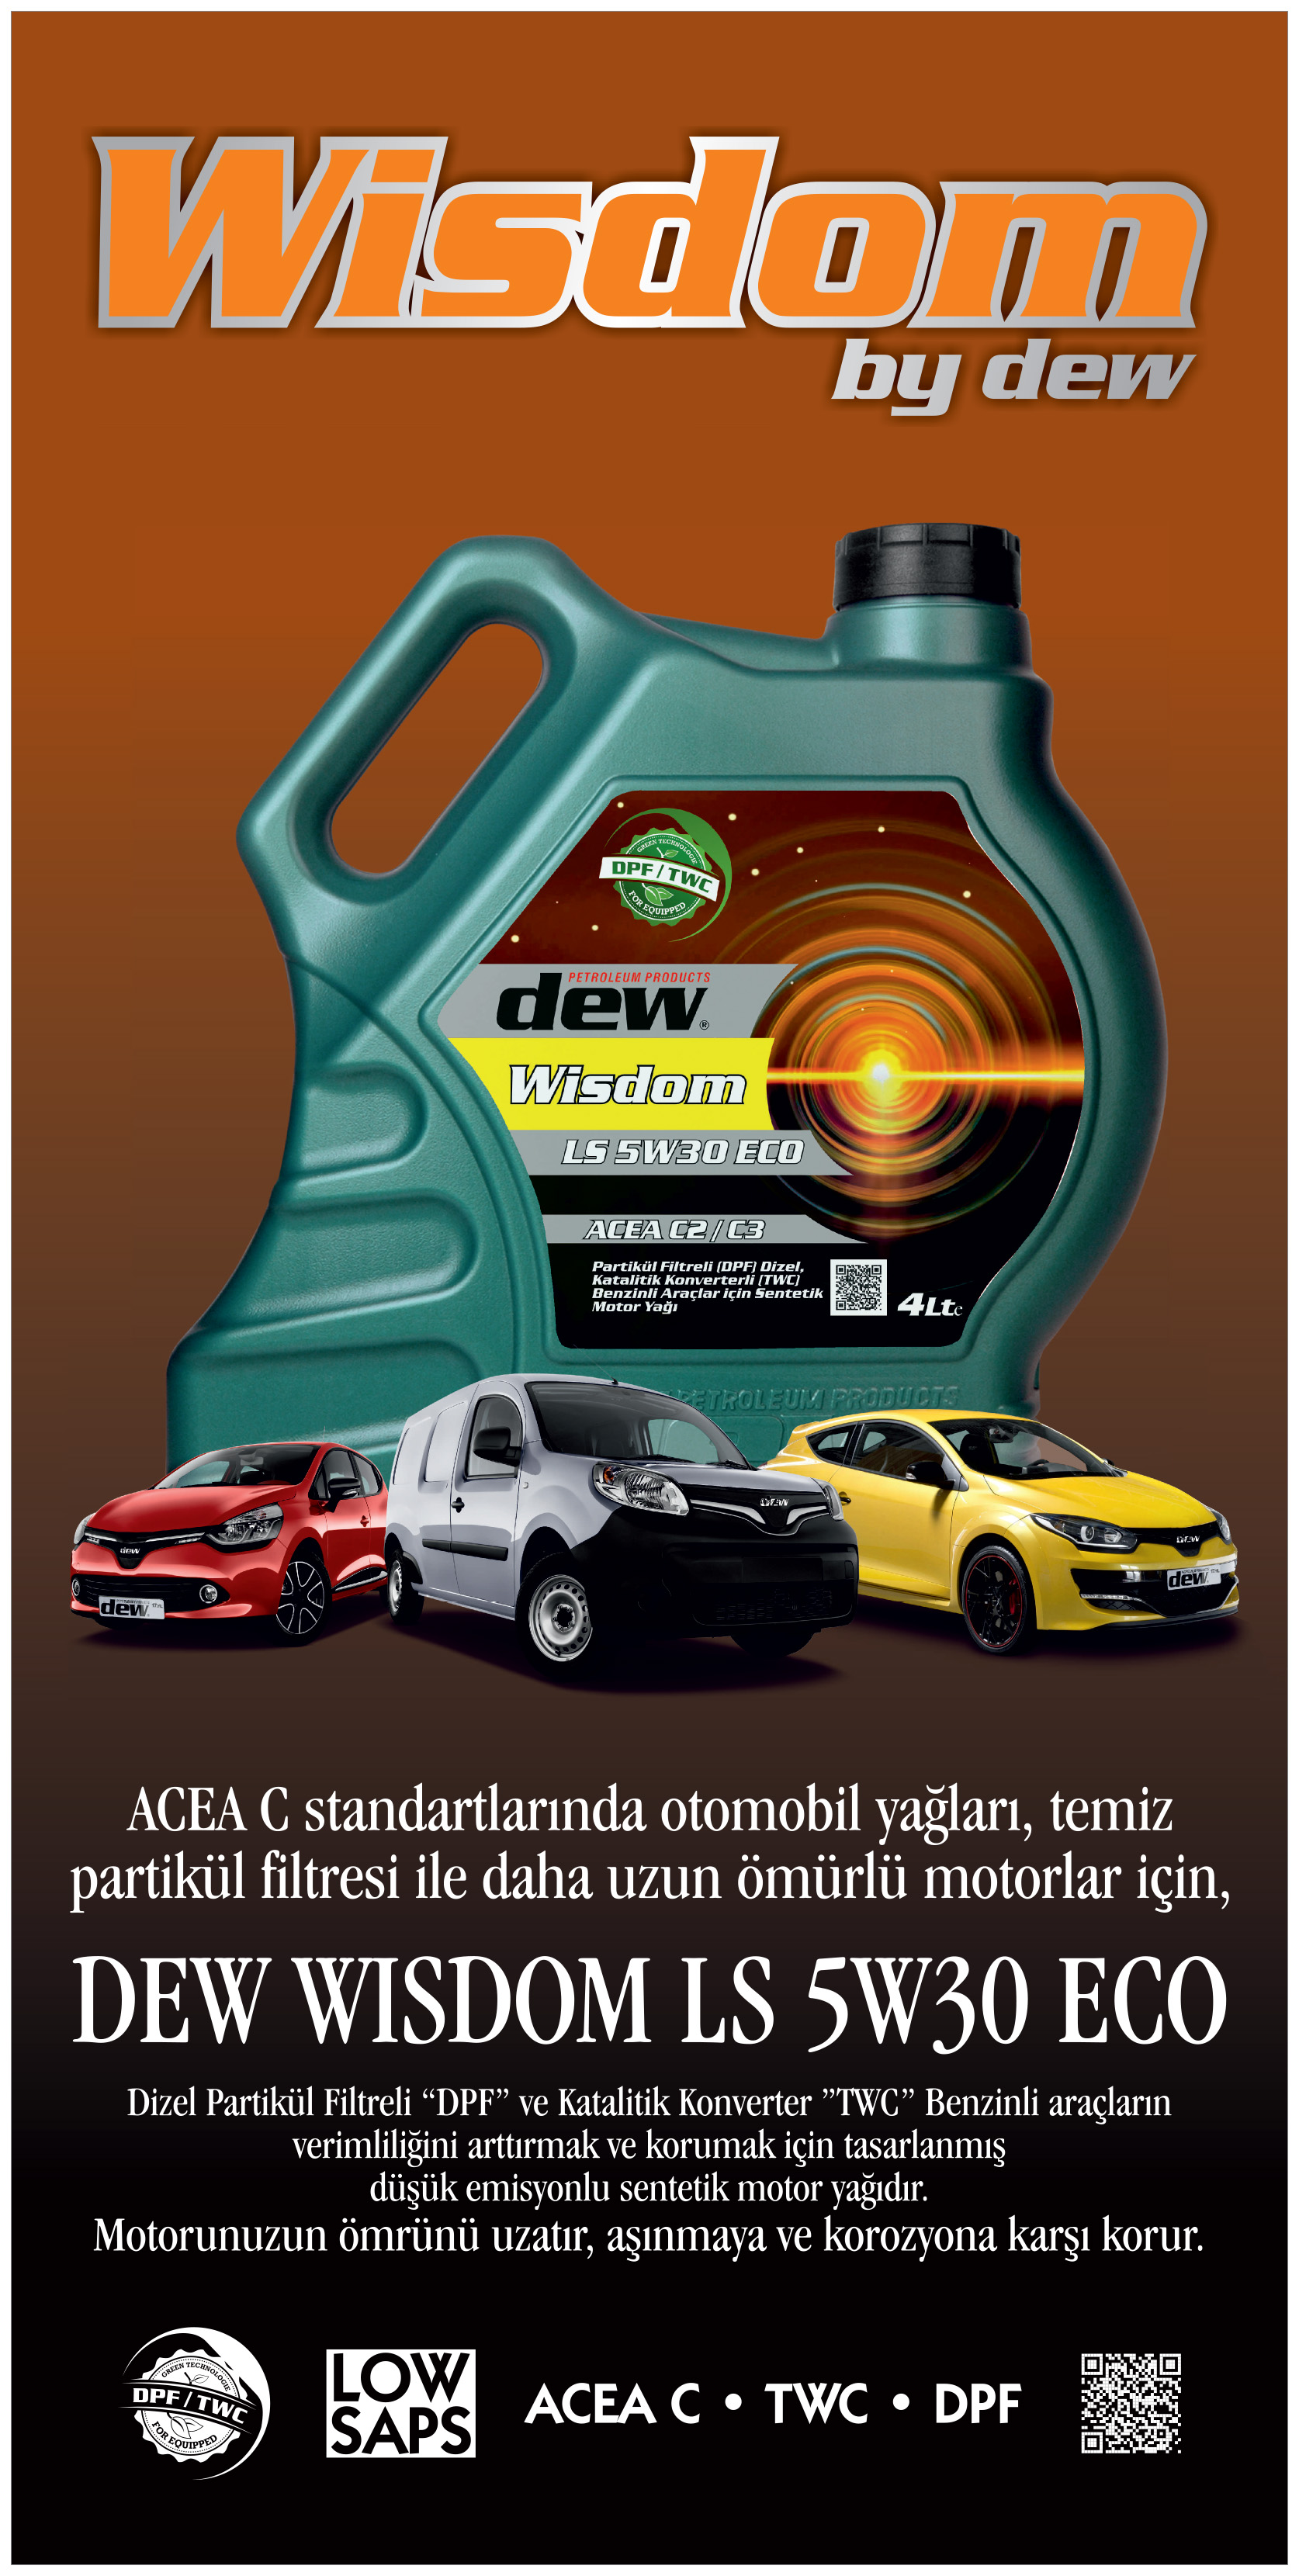 Wisdom
by dew
GREEN TECHNOLOGIE
DPF / TWC
FOR EQUIPPED
PETROLEUM PRODUCTS
dew®
Wisdom
LS 5W30 ECO
ACEA C2 / C3
Partikül Filtreli (DPF) Dizel,
Katalitik Konverterli (TWC)
Benzinli Araçlar için Sentetik
Motor Yağı
4Lt℮
PETROLEUM PRODUCTS
dew
dew
dew
dew
dew
ACEA C standartlarında otomobil yağları, temiz
partikül filtresi ile daha uzun ömürlü motorlar için,
DEW WISDOM LS 5W30 ECO
Dizel Partikül Filtreli “DPF” ve Katalitik Konverter ”TWC” Benzinli araçların
verimliliğini arttırmak ve korumak için tasarlanmış
düşük emisyonlu sentetik motor yağıdır.
Motorunuzun ömrünü uzatır, aşınmaya ve korozyona karşı korur.
GREEN TECHNOLOGIE
DPF / TWC
FOR EQUIPPED
LOW
SAPS
ACEA C • TWC • DPF